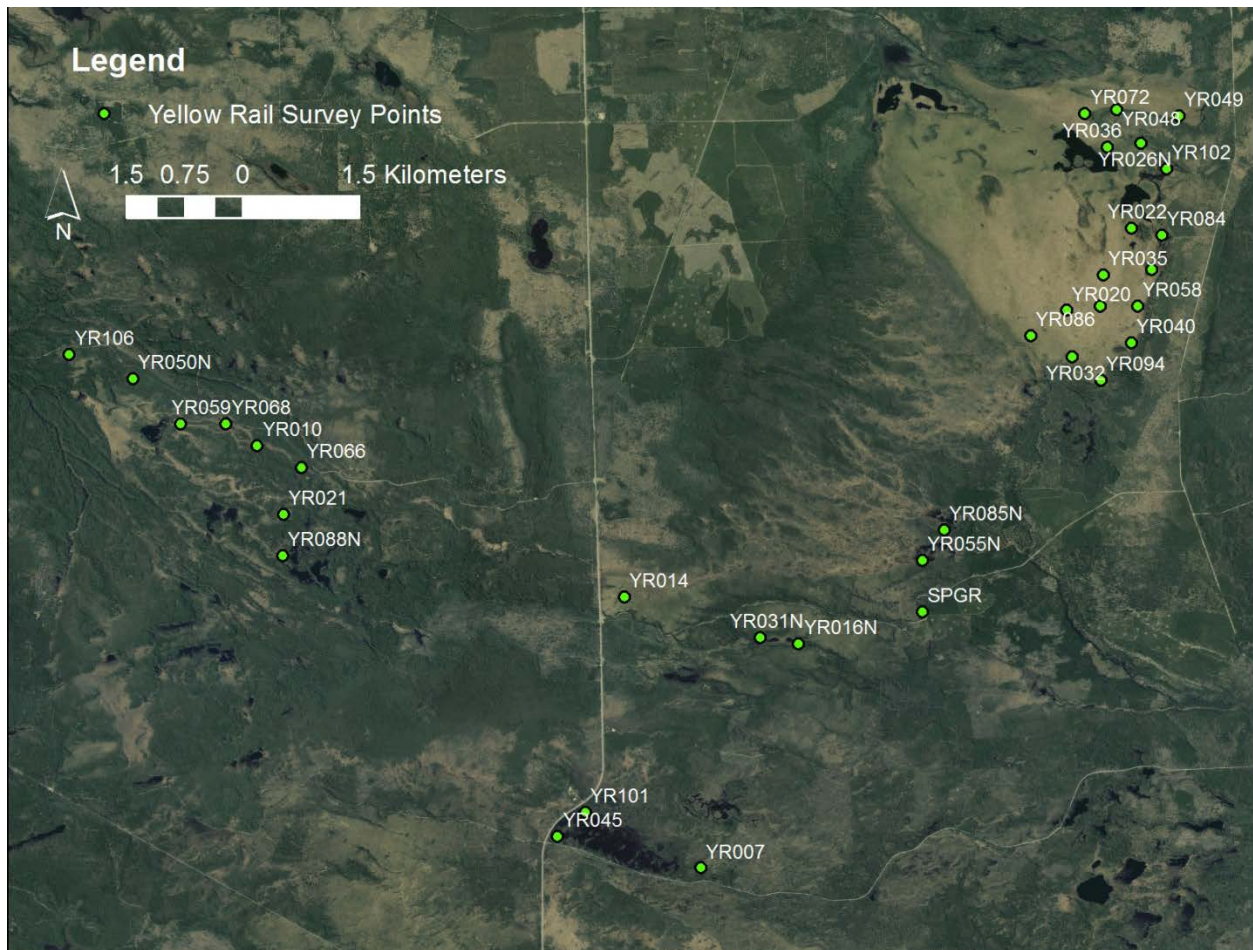 Legend
Yellow Rail Survey Points
1.5 0.75 0 1.5 Kilometers
N
YR072
YR049
YR048
YR036
YR026N
YR102
YR022
YR084
YR035
YR020
YR058
YR086
YR040
YR032
YR094
YR106
YR050N
YR059
YR068
YR010
YR066
YR021
YR088N
YR085N
YR055N
YR014
SPGR
YR031N
YR016N
YR101
YR045
YR007